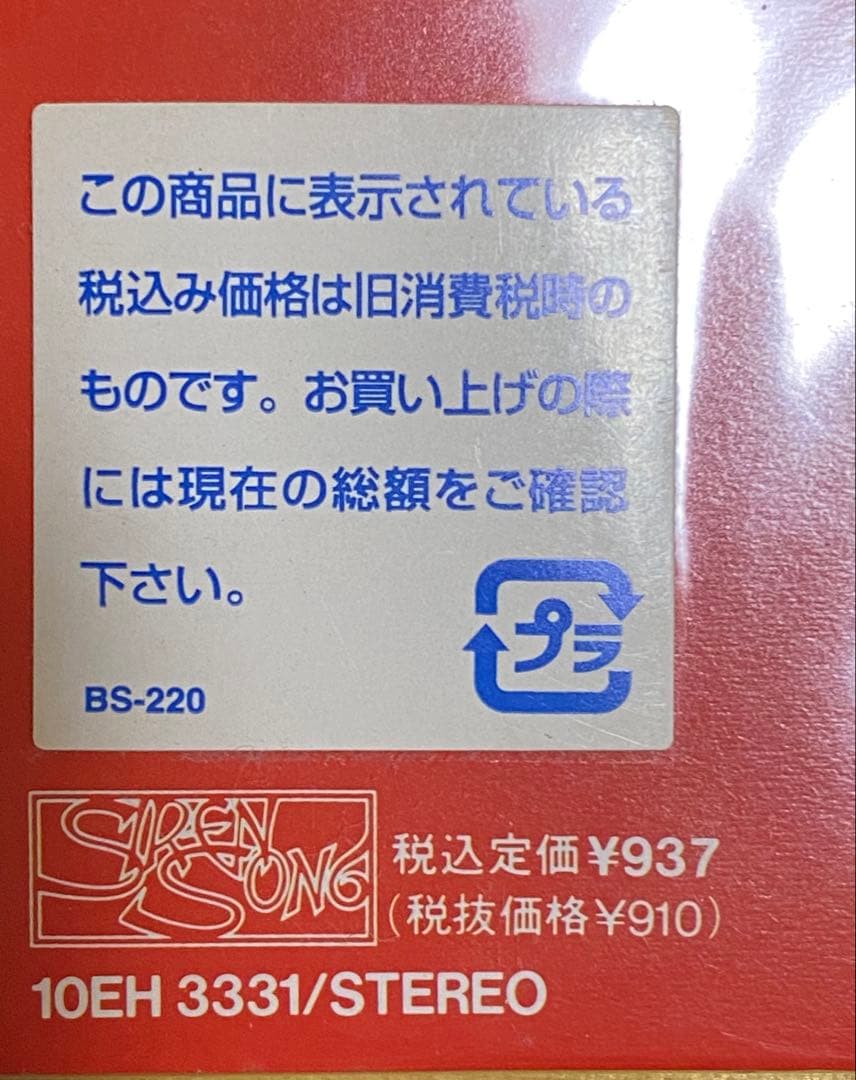 この商品に表示されている
税込み価格は旧消費税時の
ものです。お買い上げの際
には現在の総額をご確認
下さい。
プラ
BS-220
SIREN
SONG
税込定価¥937
(税抜価格¥910)
10EH 3331/STEREO